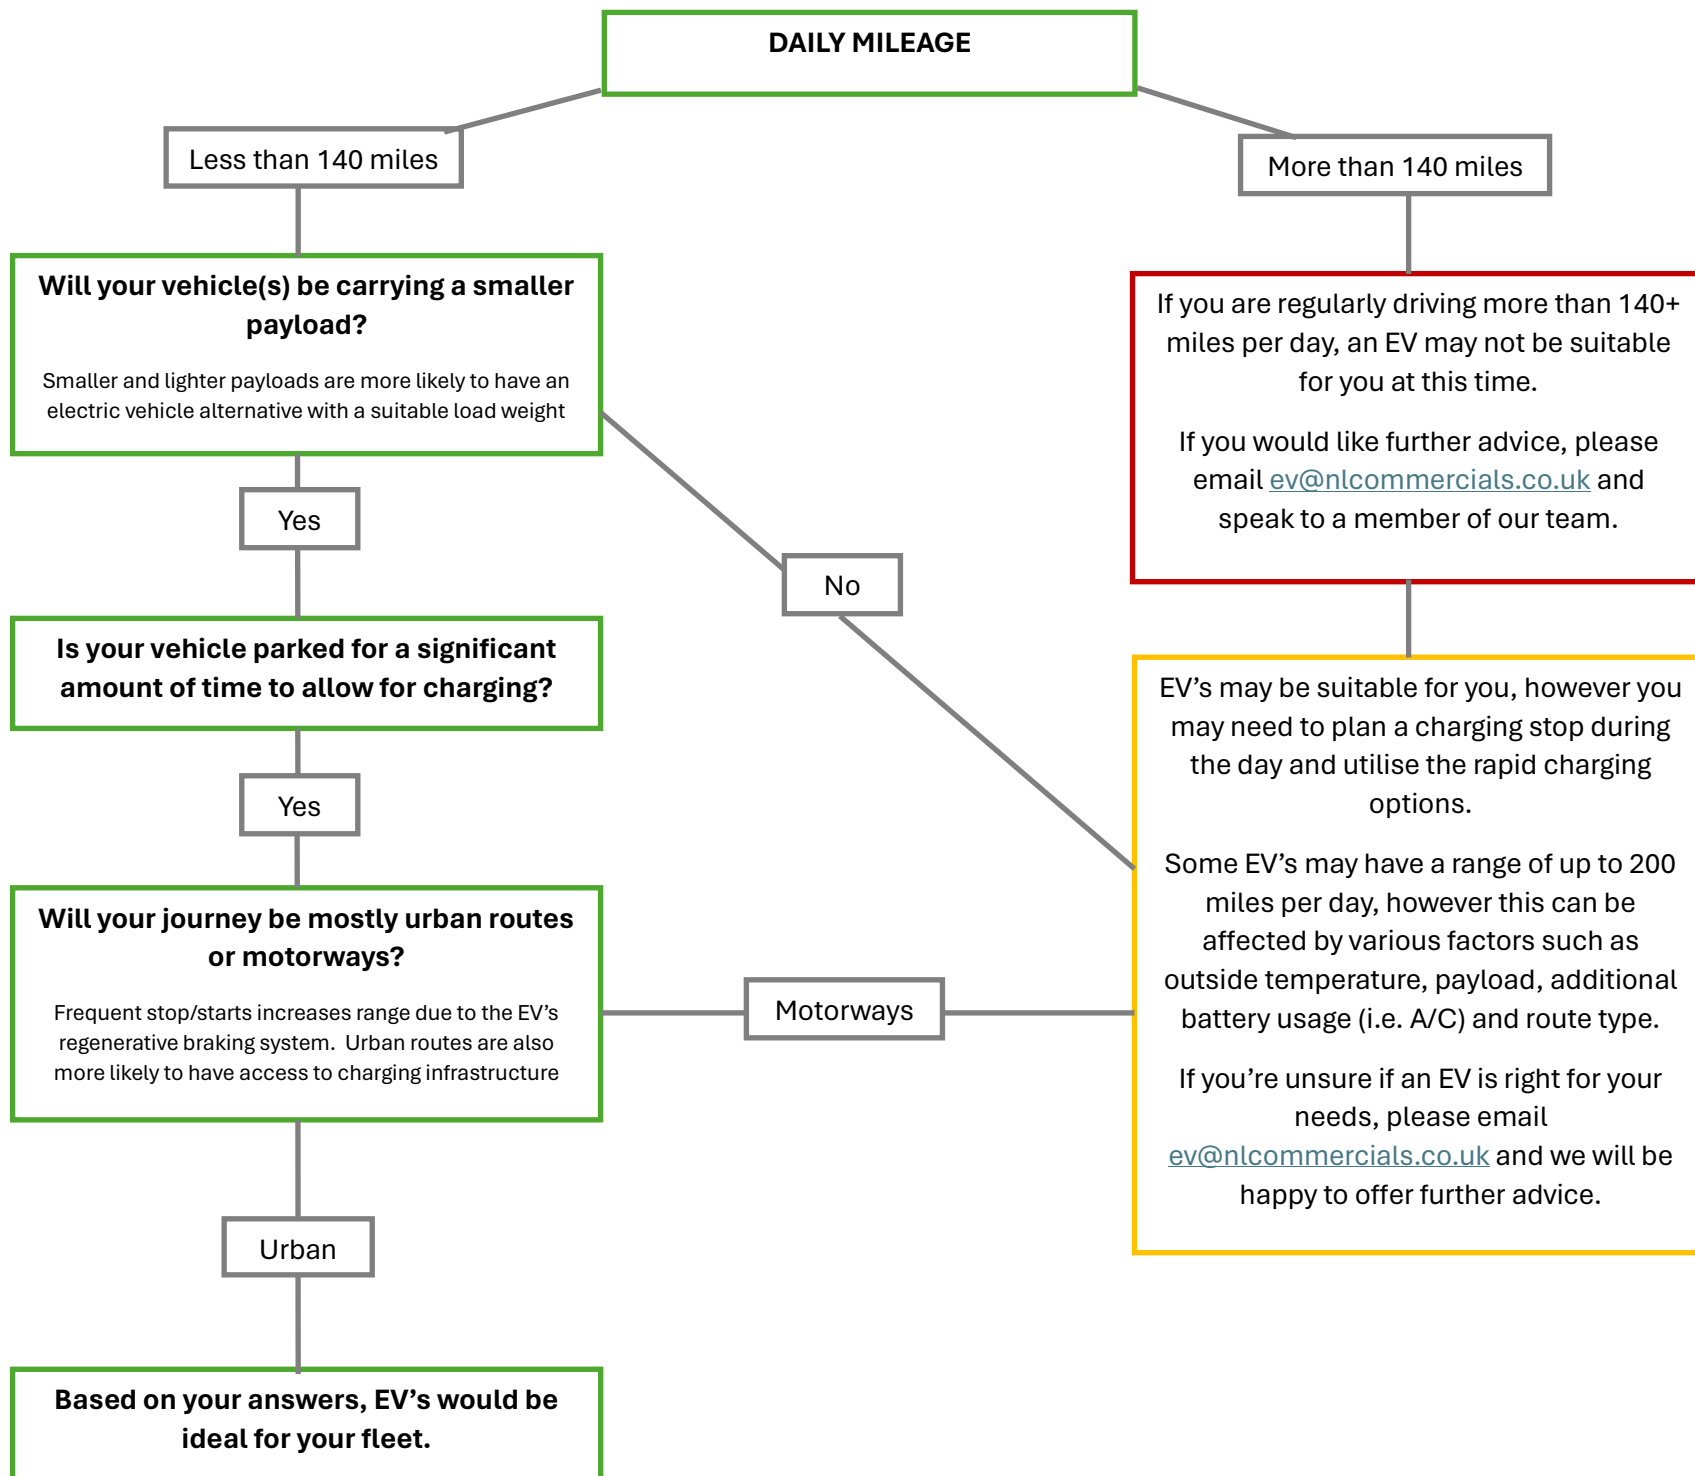 DAILY MILEAGE
Less than 140 miles
More than 140 miles
Will your vehicle(s) be carrying a smaller
payload?
Smaller and lighter payloads are more likely to have an
electric vehicle alternative with a suitable load weight
If you are regularly driving more than 140+
miles per day, an EV may not be suitable
for you at this time.
If you would like further advice, please
email ev@nlcommercials.co.uk and
speak to a member of our team.
Yes
No
Is your vehicle parked for a significant
amount of time to allow for charging?
Yes
EV’s may be suitable for you, however you
may need to plan a charging stop during
the day and utilise the rapid charging
options.
Some EV’s may have a range of up to 200
miles per day, however this can be
affected by various factors such as
outside temperature, payload, additional
battery usage (i.e. A/C) and route type.
If you’re unsure if an EV is right for your
needs, please email
ev@nlcommercials.co.uk and we will be
happy to offer further advice.
Will your journey be mostly urban routes
or motorways?
Frequent stop/starts increases range due to the EV’s
regenerative braking system.  Urban routes are also
more likely to have access to charging infrastructure
Motorways
Urban
Based on your answers, EV’s would be
ideal for your fleet.